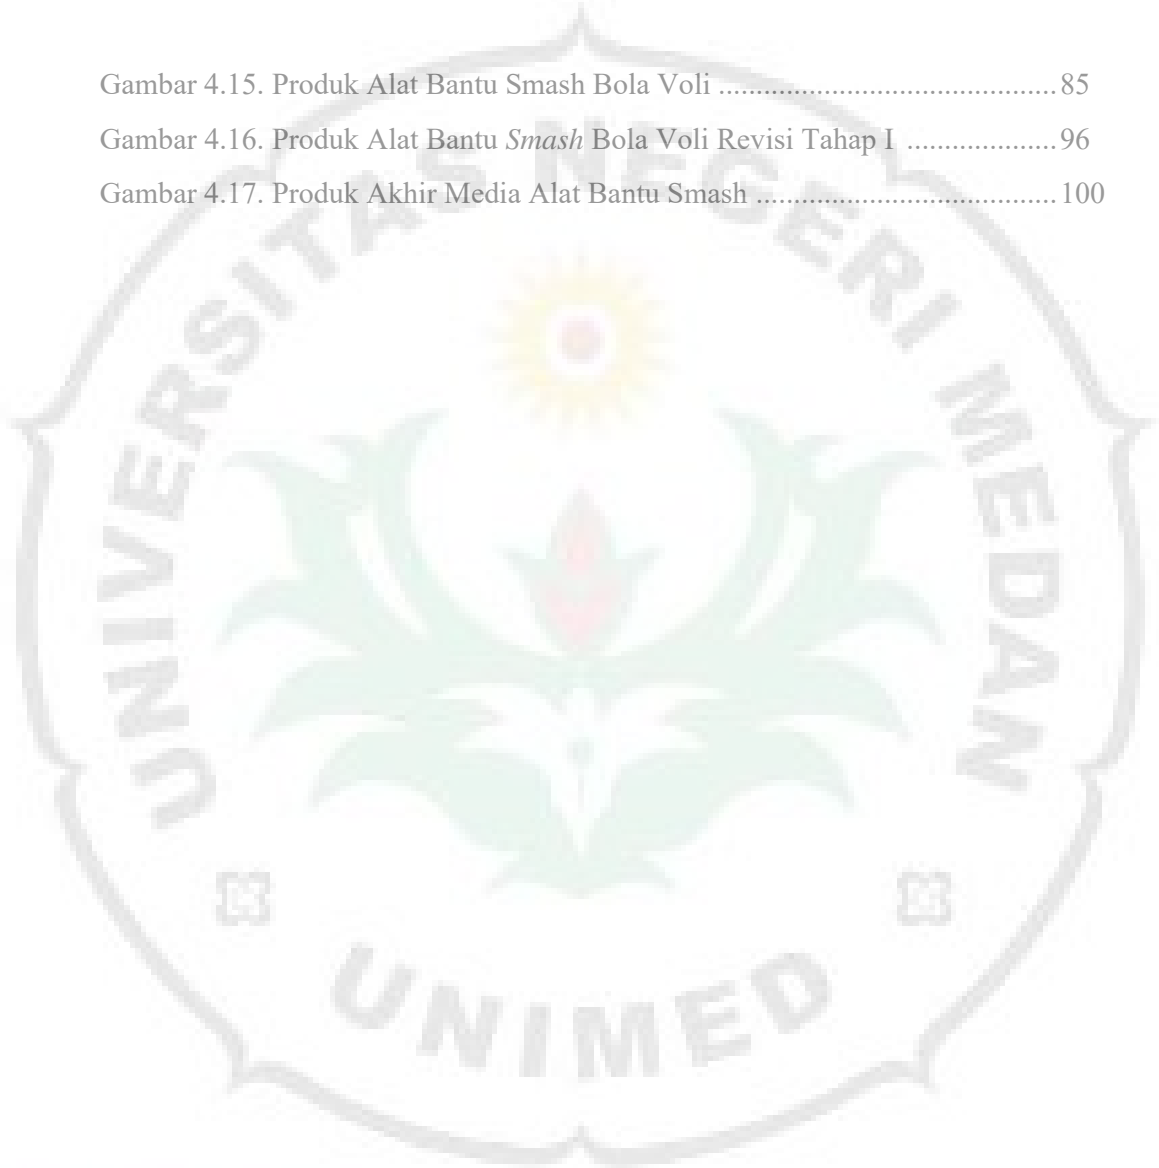 Gambar 4.15. Produk Alat Bantu Smash Bola Voli ............................................. 85
Gambar 4.16. Produk Alat Bantu Smash Bola Voli Revisi Tahap I .................... 96
Gambar 4.17. Produk Akhir Media Alat Bantu Smash ........................................ 100
UNIVERSITAS NEGERI MEDAN
UNIMED